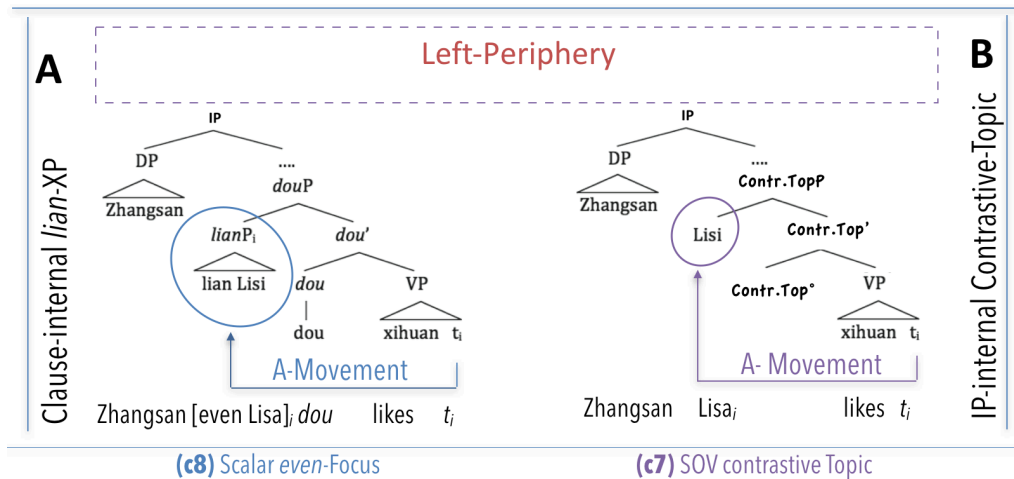 A
Left-Periphery
B
Clause-internal lian-XP
IP
DP
....
Zhangsan
douP
lianPi
dou'
lian Lisi
dou
VP
dou
xihuan ti
A-Movement
Zhangsan [even Lisa]i dou likes ti
(c8) Scalar even-Focus
IP
DP
....
Zhangsan
Contr.TopP
Lisi
Contr.Top'
Contr.Top°
VP
xihuan ti
A- Movement
Zhangsan Lisai likes ti
(c7) SOV contrastive Topic
IP-internal Contrastive-Topic